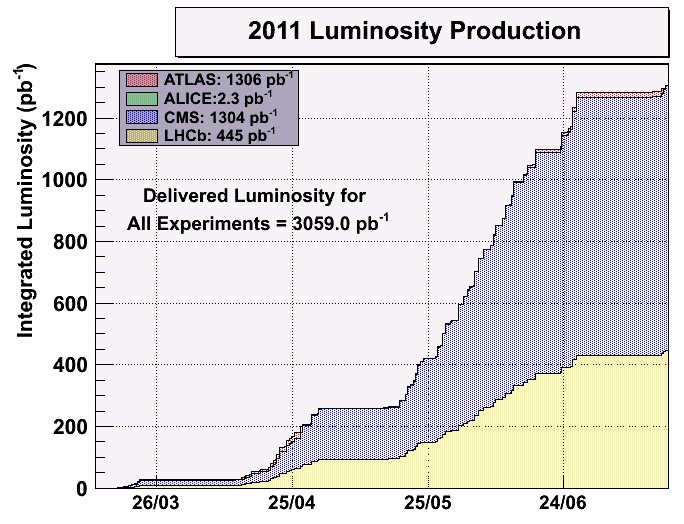 2011 Luminosity Production
Integrated Luminosity (pb-1)
ATLAS: 1306 pb-1
ALICE:2.3 pb-1
CMS: 1304 pb-1
LHCb: 445 pb-1
Delivered Luminosity for
All Experiments = 3059.0 pb-1
1200
1000
800
600
400
200
0
26/03 25/04 25/05 24/06